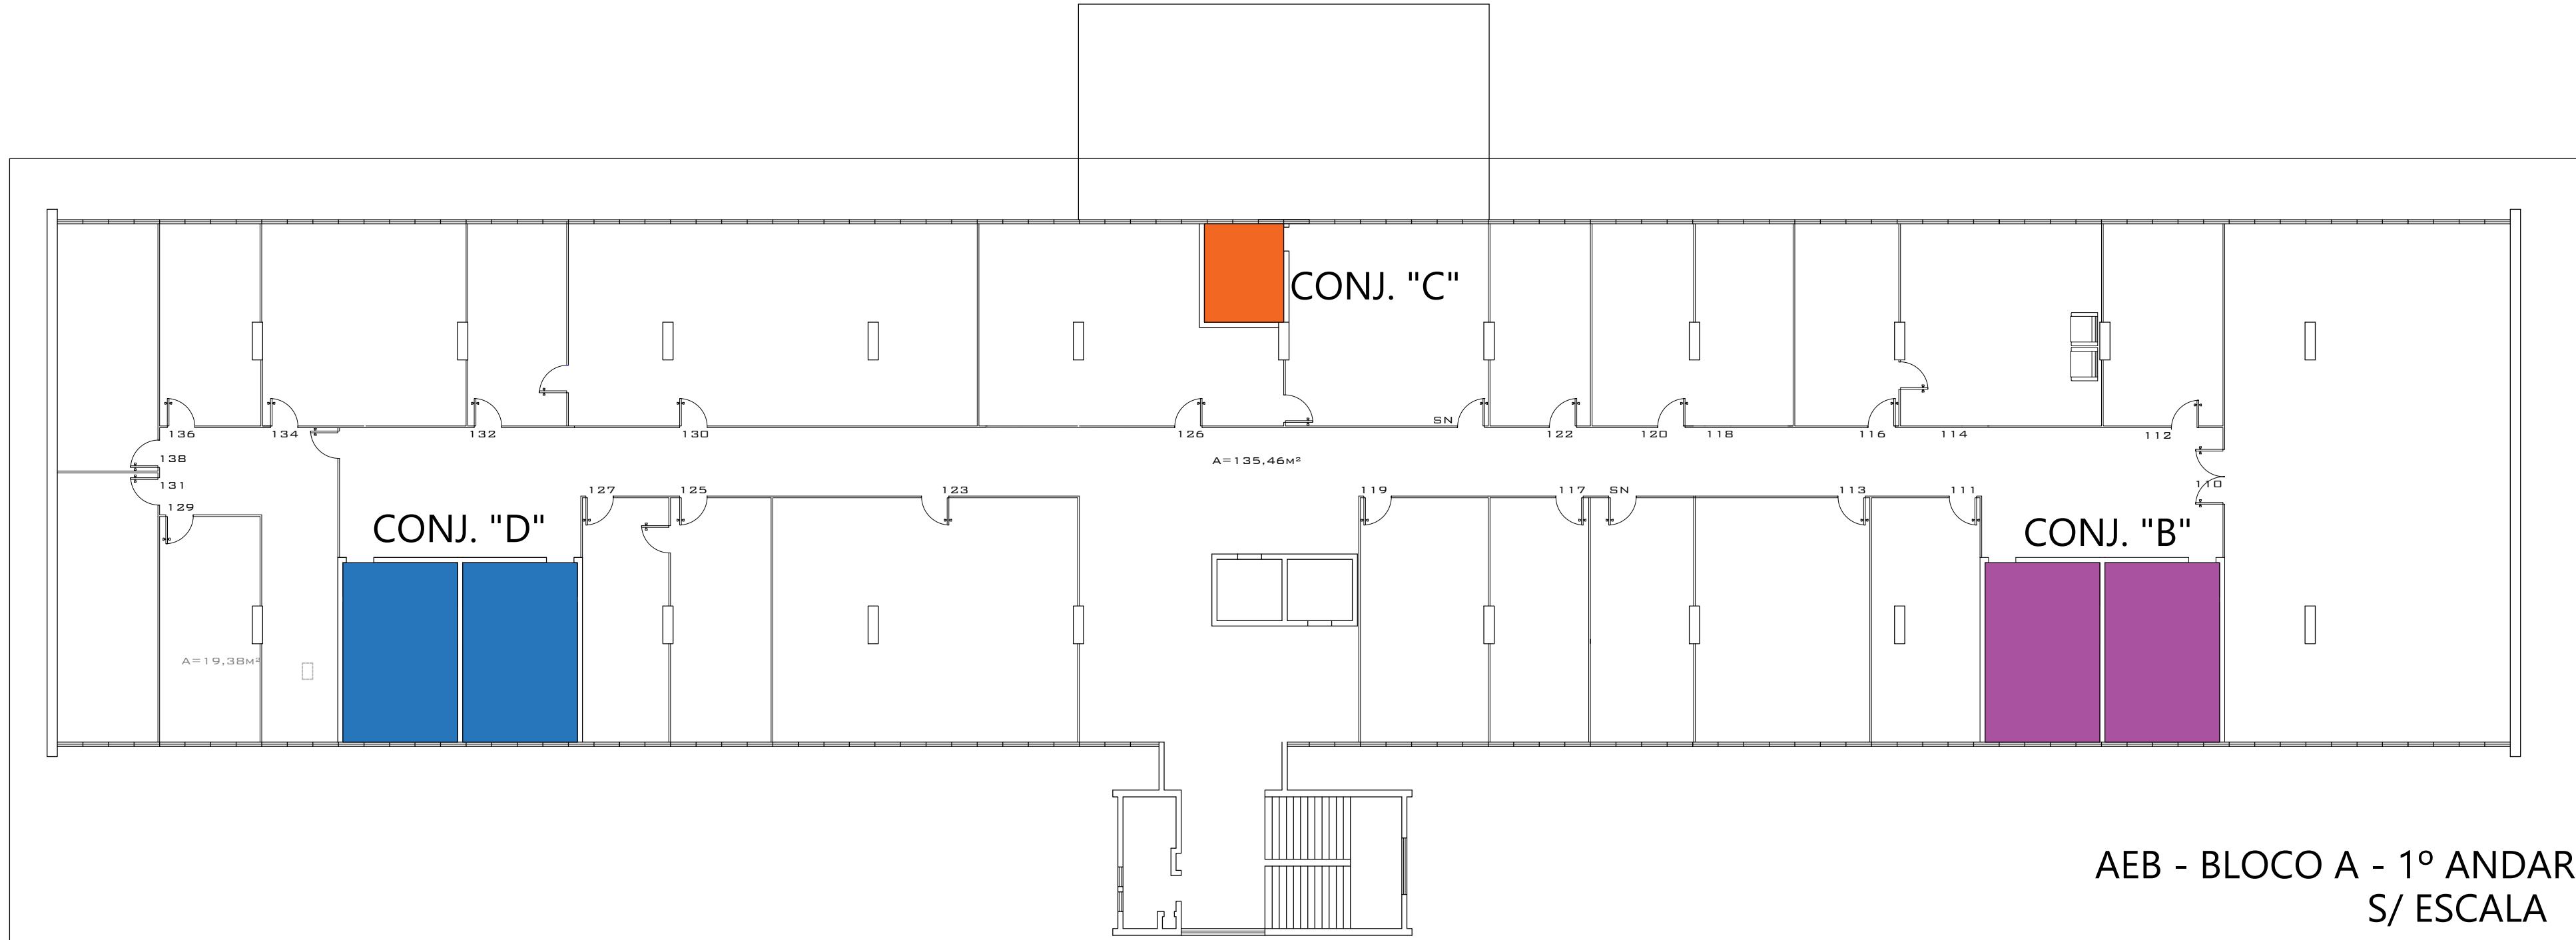 CONJ. "C"
SN
136
134
132
130
126
122
120
118
116
114
112
138
A=135,46M²
131
127
125
123
119
117
SN
113
111
110
129
CONJ. "D"
CONJ. "B"
A=19,38M²
AEB - BLOCO A - 1º ANDAR
S/ ESCALA